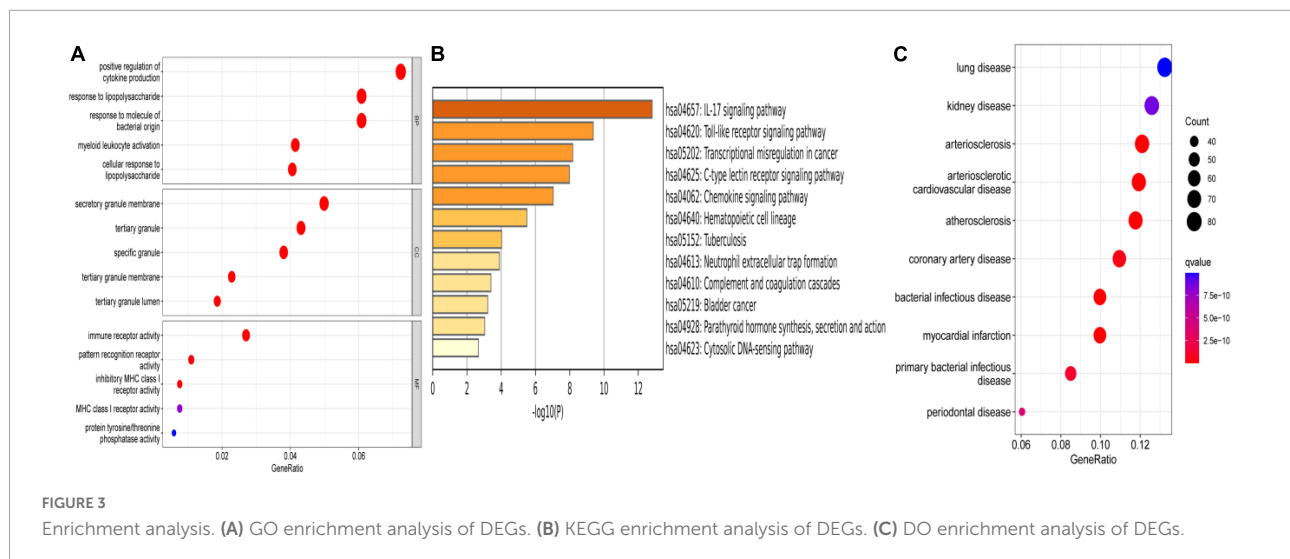 A
positive regulation of
cytokine production
response to lipopolysaccharide
response to molecule of
bacterial origin
myeloid leukocyte activation
cellular response to
lipopolysaccharide
BP
secretory granule membrane
tertiary granule
specific granule
tertiary granule membrane
tertiary granule lumen
CC
immune receptor activity
pattern recognition receptor
activity
inhibitory MHC class I
receptor activity
MHC class I receptor activity
protein tyrosine/threonine
phosphatase activity
MF
0.02 0.04 0.06
GeneRatio
B
hsa04657: IL-17 signaling pathway
hsa04620: Toll-like receptor signaling pathway
hsa05202: Transcriptional misregulation in cancer
hsa04625: C-type lectin receptor signaling pathway
hsa04062: Chemokine signaling pathway
hsa04640: Hematopoietic cell lineage
hsa05152: Tuberculosis
hsa04613: Neutrophil extracellular trap formation
hsa04610: Complement and coagulation cascades
hsa05219: Bladder cancer
hsa04928: Parathyroid hormone synthesis, secretion and action
hsa04623: Cytosolic DNA-sensing pathway
0 2 4 6 8 10 12
-log10(P)
C
lung disease
kidney disease
arteriosclerosis
arteriosclerotic
cardiovascular disease
atherosclerosis
coronary artery disease
bacterial infectious disease
myocardial infarction
primary bacterial infectious
disease
periodontal disease
0.06 0.08 0.10 0.12
GeneRatio
Count
40
50
60
70
80
qvalue
7.5e-10
5.0e-10
2.5e-10
FIGURE 3
Enrichment analysis. (A) GO enrichment analysis of DEGs. (B) KEGG enrichment analysis of DEGs. (C) DO enrichment analysis of DEGs.